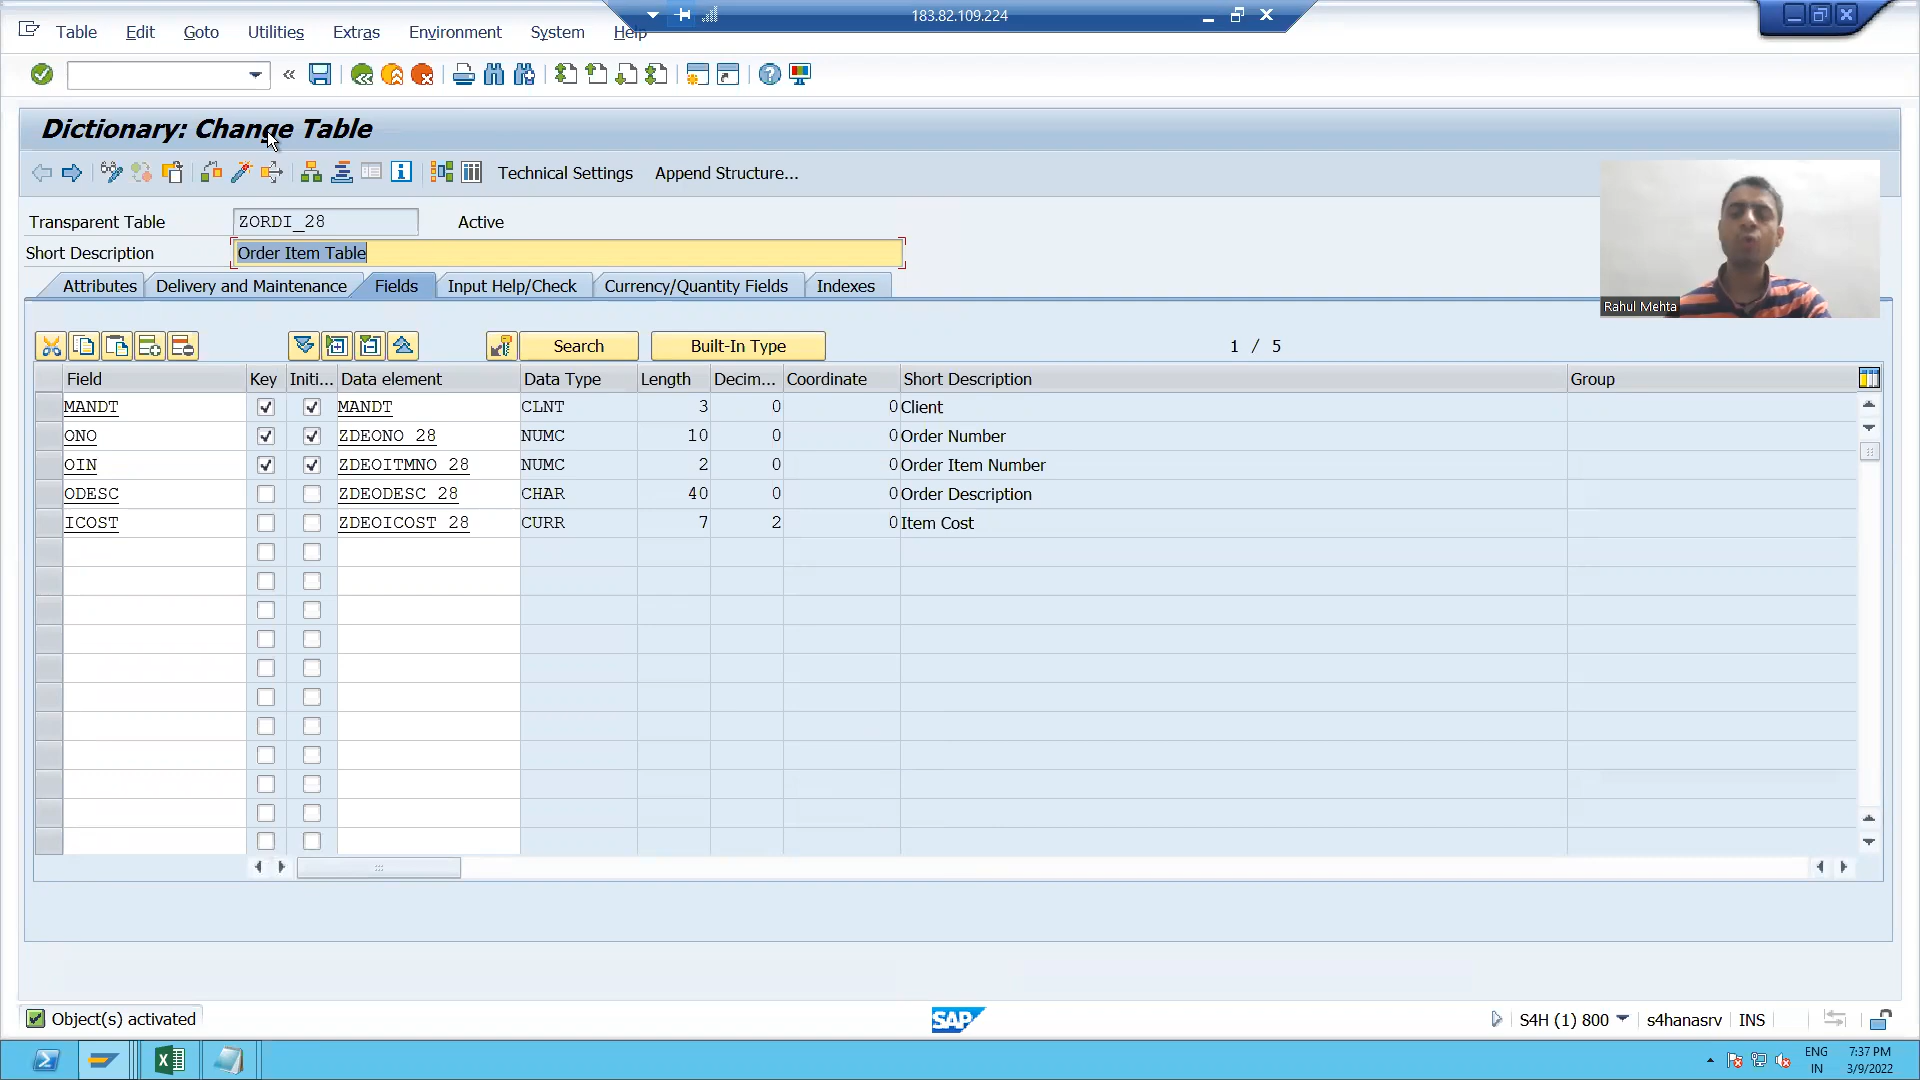 183.82.109.224
Table Edit Goto Utilities Extras Environment System Help
Dictionary: Change Table
Technical Settings Append Structure...
Transparent Table ZORDI_28 Active
Short Description Order Item Table
Attributes Delivery and Maintenance Fields Input Help/Check Currency/Quantity Fields Indexes
Rahul Mehta
Search Built-In Type 1 / 5
Field Key Initi... Data element Data Type Length Decim... Coordinate Short Description Group
MANDT MANDT CLNT 3 0 0 Client
ONO ZDEONO_28 NUMC 10 0 0 Order Number
OIN ZDEOITMNO_28 NUMC 2 0 0 Order Item Number
ODESC ZDEODESC_28 CHAR 40 0 0 Order Description
ICOST ZDEOICOST_28 CURR 7 2 0 Item Cost
Object(s) activated SAP S4H (1) 800 s4hanasrv INS
ENG 7:37 PM
IN 3/9/2022